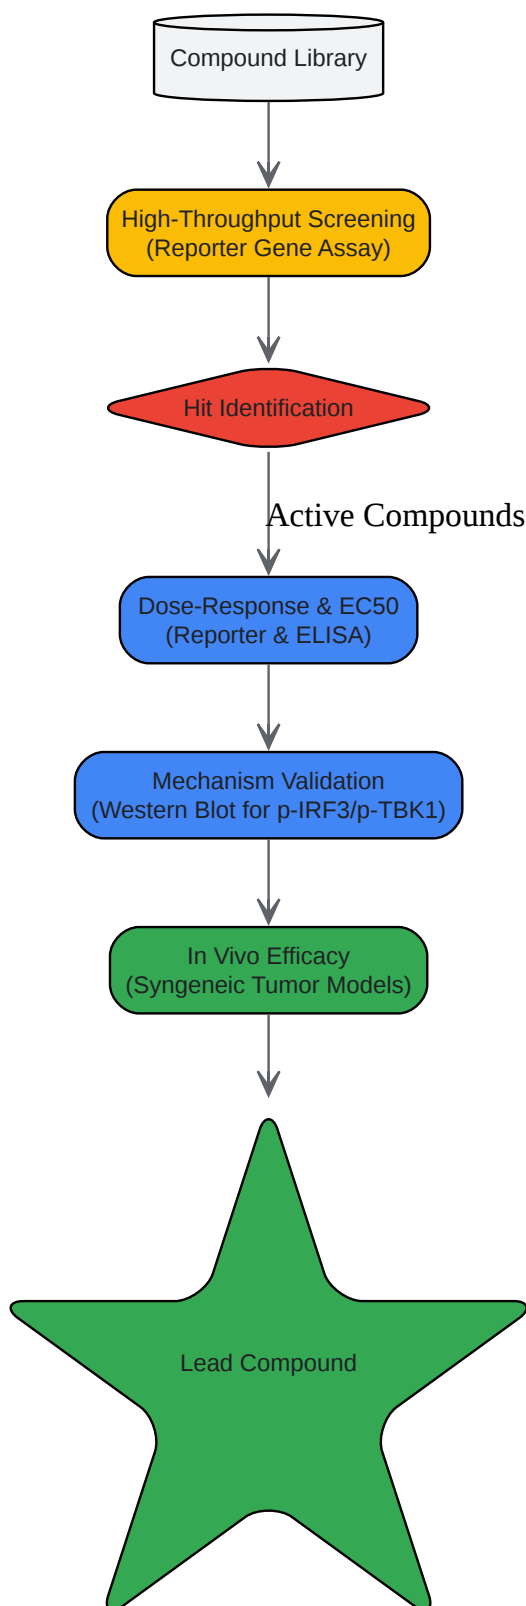 Compound Library
High-Throughput Screening
(Reporter Gene Assay)
Hit Identification
Active Compounds
Dose-Response & EC50
(Reporter & ELISA)
Mechanism Validation
(Western Blot for p-IRF3/p-TBK1)
In Vivo Efficacy
(Syngeneic Tumor Models)
Lead Compound